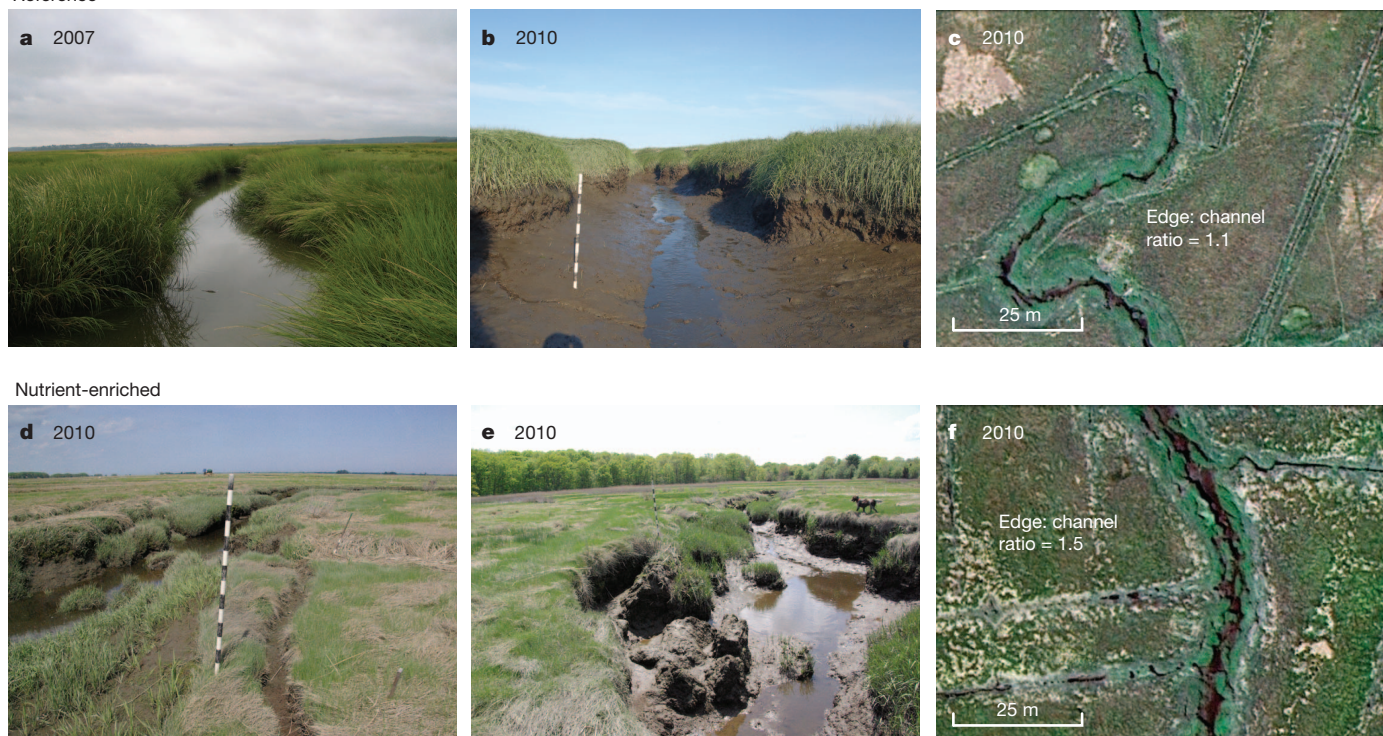 a 2007
b 2010
c 2010
Edge: channel
ratio = 1.1
25 m
Nutrient-enriched
d 2010
e 2010
f 2010
Edge: channel
ratio = 1.5
25 m